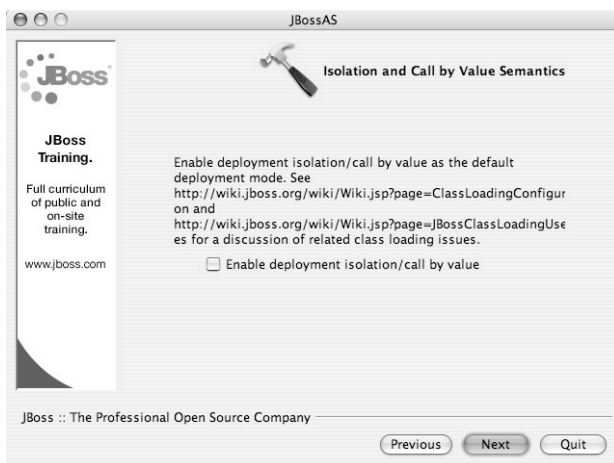 JBossAS
JBoss
JBoss
Training.
Full curriculum
of public and
on-site
training.
www.jboss.com
Isolation and Call by Value Semantics
Enable deployment isolation/call by value as the default
deployment mode. See
http://wiki.jboss.org/wiki/Wiki.jsp?page=ClassLoadingConfigur
on and
http://wiki.jboss.org/wiki/Wiki.jsp?page=JBossClassLoadingUse
es for a discussion of related class loading issues.
Enable deployment isolation/call by value
JBoss :: The Professional Open Source Company
Previous
Next
Quit